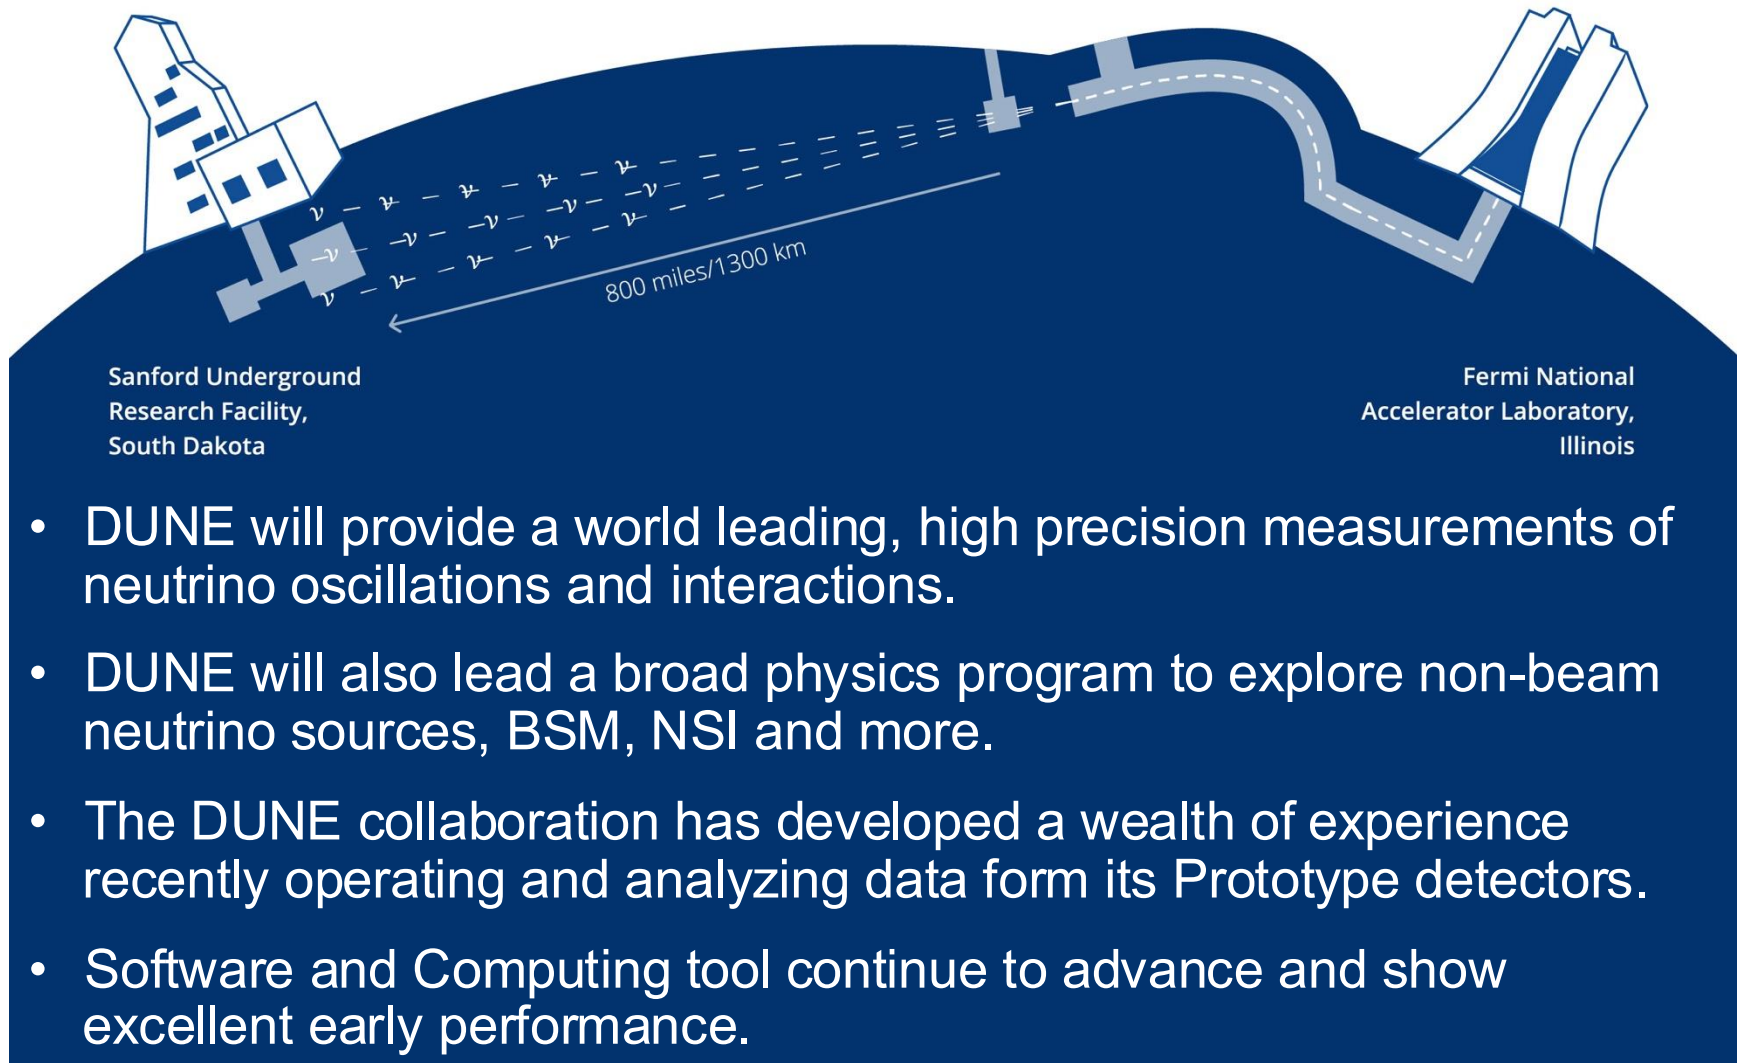 ν ν ν ν ν
ν ν ν ν ν
ν ν ν ν ν
800 miles/1300 km
Sanford Underground
Research Facility,
South Dakota
Fermi National
Accelerator Laboratory,
Illinois
• DUNE will provide a world leading, high precision measurements of
neutrino oscillations and interactions.
• DUNE will also lead a broad physics program to explore non-beam
neutrino sources, BSM, NSI and more.
• The DUNE collaboration has developed a wealth of experience
recently operating and analyzing data form its Prototype detectors.
• Software and Computing tool continue to advance and show
excellent early performance.